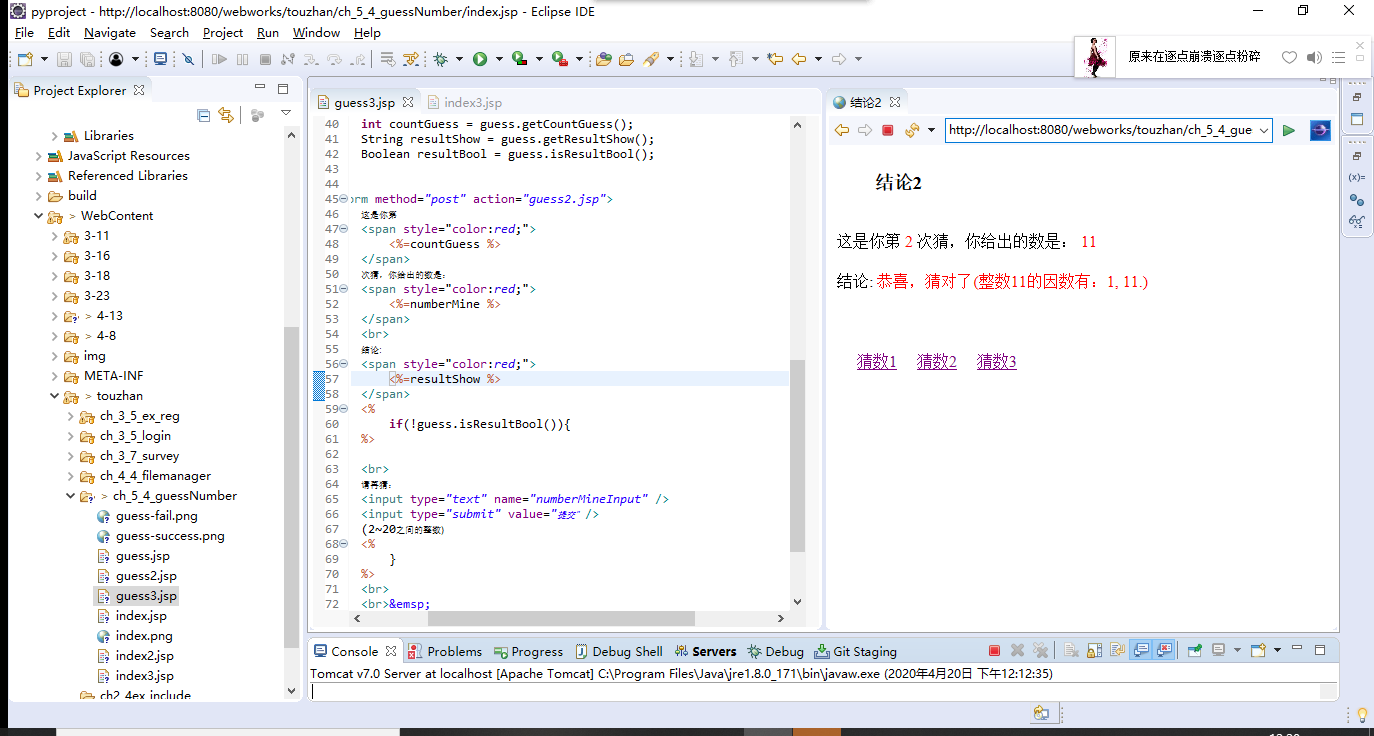 pyproject - http://localhost:8080/webworks/touzhan/ch_5_4_guessNumber/index.jsp - Eclipse IDE
File Edit Navigate Search Project Run Window Help
原来在逐点崩溃逐点粉碎
Project Explorer
Libraries
JavaScript Resources
Referenced Libraries
build
> WebContent
3-11
3-16
3-18
3-23
> 4-13
> 4-8
img
META-INF
> touzhan
ch_3_5_ex_reg
ch_3_5_login
ch_3_7_survey
ch_4_4_filemanager
> ch_5_4_guessNumber
guess-fail.png
guess-success.png
guess.jsp
guess2.jsp
guess3.jsp
index.jsp
index.png
index2.jsp
index3.jsp
ch2_4ex_include
guess3.jsp index3.jsp
40 int countGuess = guess.getCountGuess();
41 String resultShow = guess.getResultShow();
42 Boolean resultBool = guess.isResultBool();
43
44
45 orm method="post" action="guess2.jsp">
46 这是你第
47 <span style="color:red;">
48 <%=countGuess %>
49 </span>
50 次猜，你给出的数是：
51 <span style="color:red;">
52 <%=numberMine %>
53 </span>
54 <br>
55 结论：
56 <span style="color:red;">
57 <%=resultShow %>
58 </span>
59 <%
60 if(!guess.isResultBool()){
61 %>
62
63 <br>
64 请再猜：
65 <input type="text" name="numberMineInput" />
66 <input type="submit" value="提交" />
67 (2~20之间的整数)
68 <%
69 }
70 %>
71 <br>
72 <br>&emsp;
结论2
http://localhost:8080/webworks/touzhan/ch_5_4_gue
结论2
这是你第 2 次猜，你给出的数是： 11
结论: 恭喜，猜对了(整数11的因数有：1, 11.)
猜数1 猜数2 猜数3
(x)=
Console Problems Progress Debug Shell Servers Debug Git Staging
Tomcat v7.0 Server at localhost [Apache Tomcat] C:\Program Files\Java\jre1.8.0_171\bin\javaw.exe (2020年4月20日 下午12:12:35)